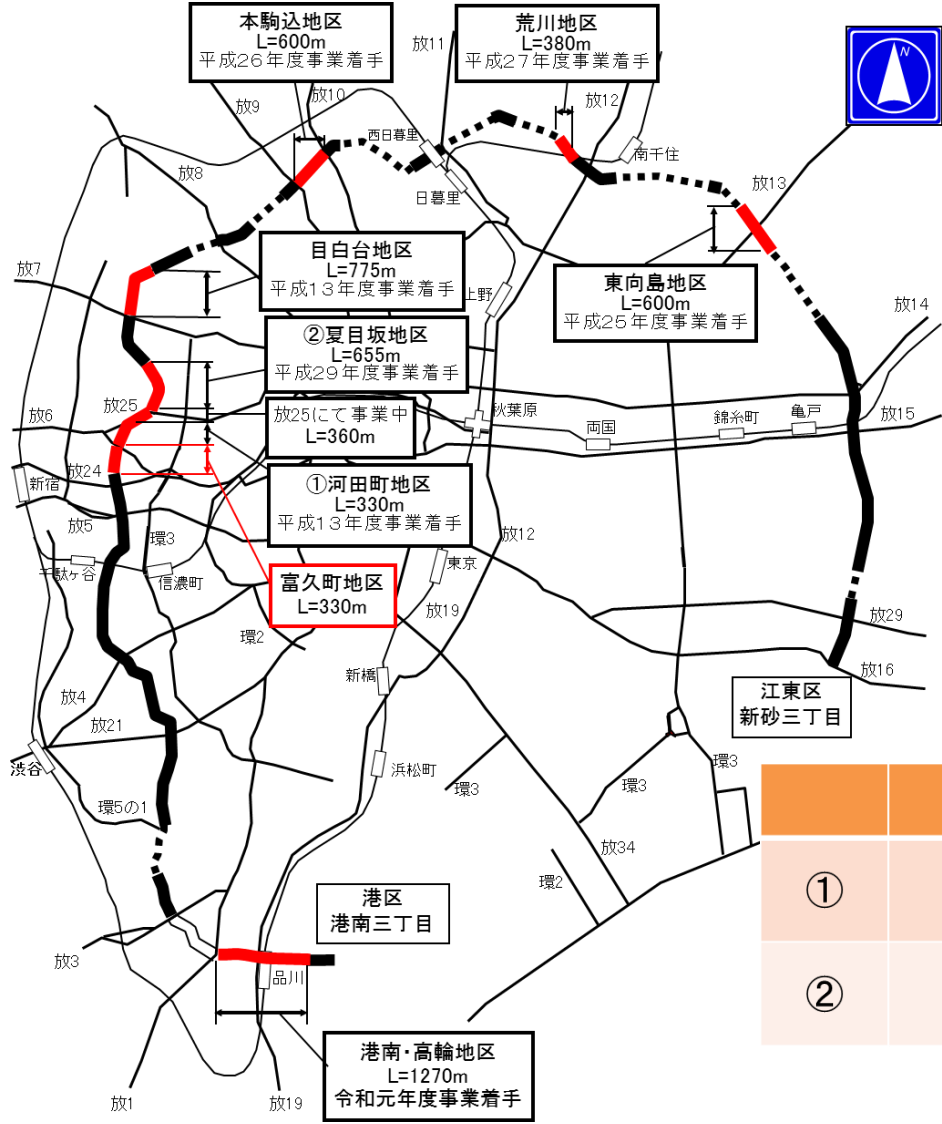 本駒込地区
L=600m
平成26年度事業着手
放11
荒川地区
L=380m
平成27年度事業着手
N
放9
放10
放12
西日暮里
南千住
放8
日暮里
放13
目白台地区
L=775m
平成13年度事業着手
放7
上野
東向島地区
L=600m
平成25年度事業着手
放14
②夏目坂地区
L=655m
平成29年度事業着手
放6
放25
放25にて事業中
L=360m
秋葉原
両国
錦糸町
亀戸
放15
放24
新宿
①河田町地区
L=330m
平成13年度事業着手
放5
環3
放12
千駄ヶ谷
信濃町
東京
富久町地区
L=330m
放19
環2
放29
新橋
放16
放4
江東区
新砂三丁目
放21
渋谷
浜松町
環3
環3
環3
環5の1
放34
環2
港区
港南三丁目
①
放3
品川
②
港南・高輪地区
L=1270m
令和元年度事業着手
放1
放19